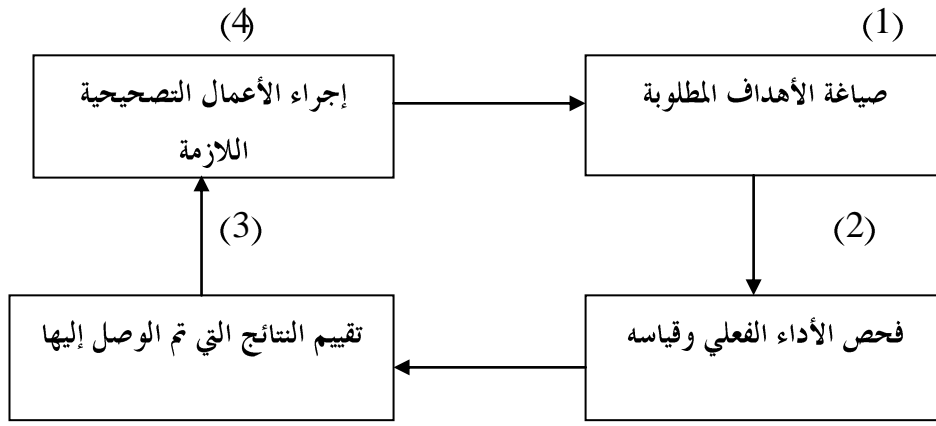 (1)
صياغة الأهداف المطلوبة
(2)
فحص الأداء الفعلي وقياسه
(3)
تقييم النتائج التي تم الوصل إليها
(4)
إجراء الأعمال التصحيحية
اللازمة